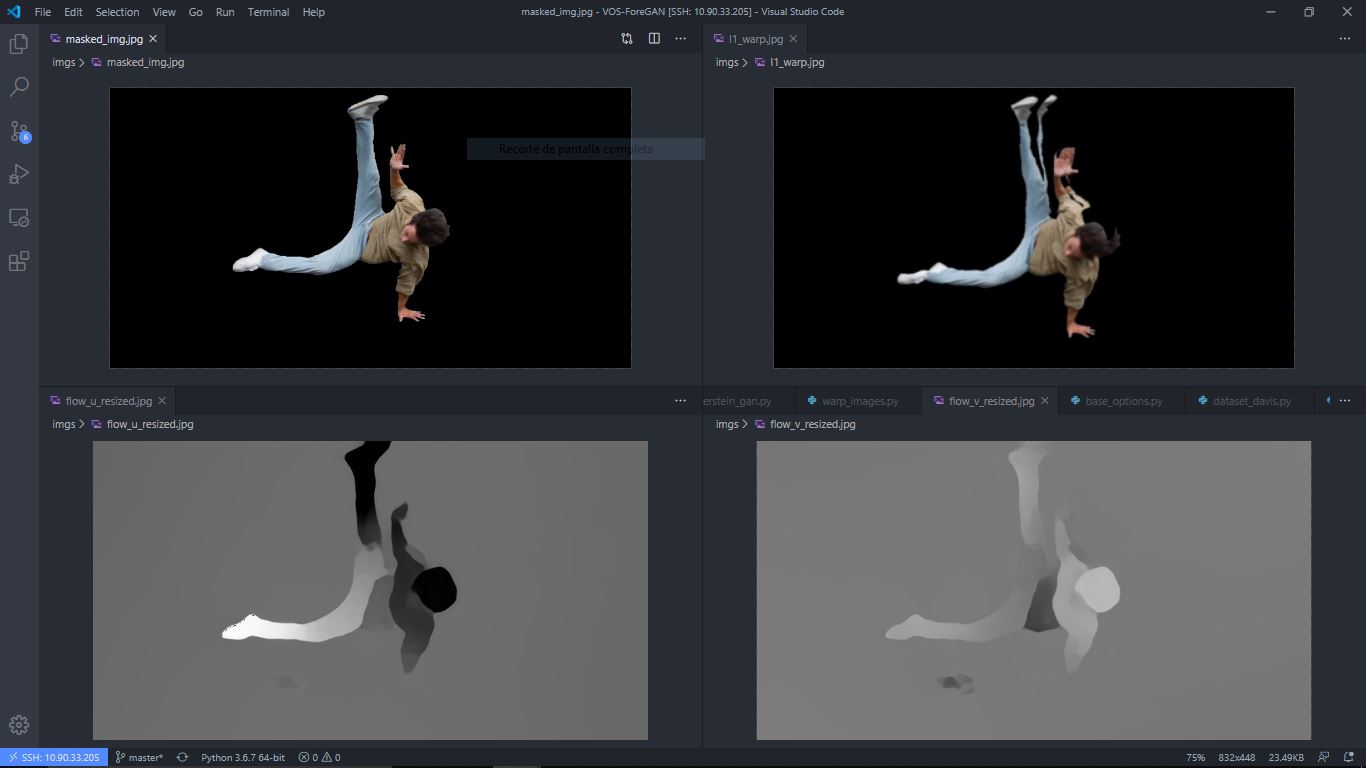 File Edit Selection View Go Run Terminal Help
masked_img.jpg - VOS-ForeGAN [SSH: 10.90.33.205] - Visual Studio Code
masked_img.jpg
imgs > masked_img.jpg
l1_warp.jpg
imgs > l1_warp.jpg
Recorte de pantalla completa
6
flow_u_resized.jpg
imgs > flow_u_resized.jpg
erstein_gan.py warp_images.py flow_v_resized.jpg base_options.py dataset_davis.py
imgs > flow_v_resized.jpg
SSH: 10.90.33.205 master* Python 3.6.7 64-bit 0 0 75% 832x448 23.49KB